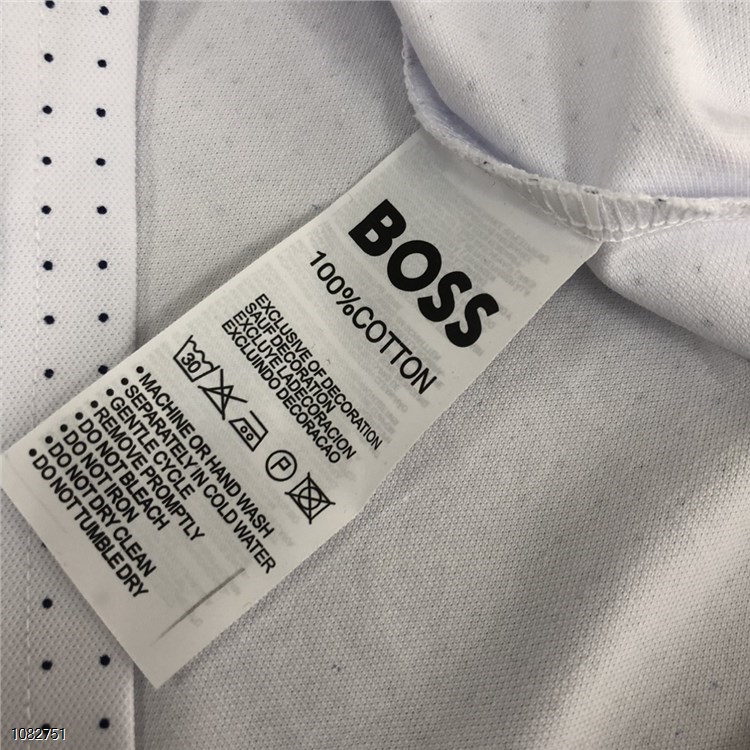 BOSS
100%COTTON
EXCLUSIVE OF DECORATION
SAUF DECORATION
EXCLUYE LADECORACION
EXCLUINDO DECORACAO
30
P
•MACHINE OR HAND WASH
•SEPARATELY IN COLD WATER
•GENTLE CYCLE
•REMOVE PROMPTLY
•DO NOT BLEACH
•DO NOT IRON
•DO NOT DRY CLEAN
•DO NOT TUMBLE DRY
1082751